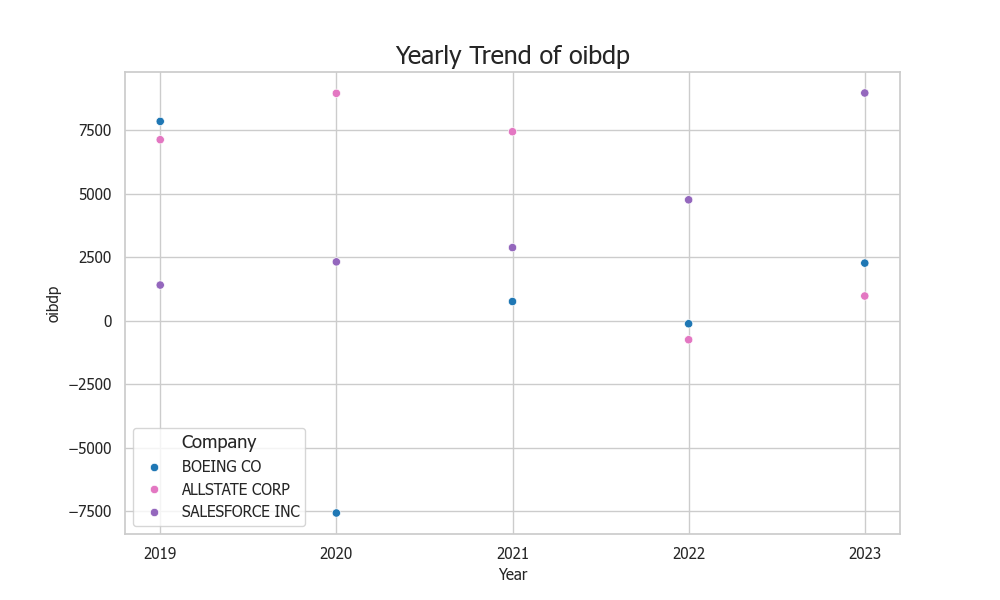 Yearly Trend of oibdp
oibdp
7500
5000
2500
0
−2500
−5000
−7500
Company
BOEING CO
ALLSTATE CORP
SALESFORCE INC
2019 2020 2021 2022 2023
Year